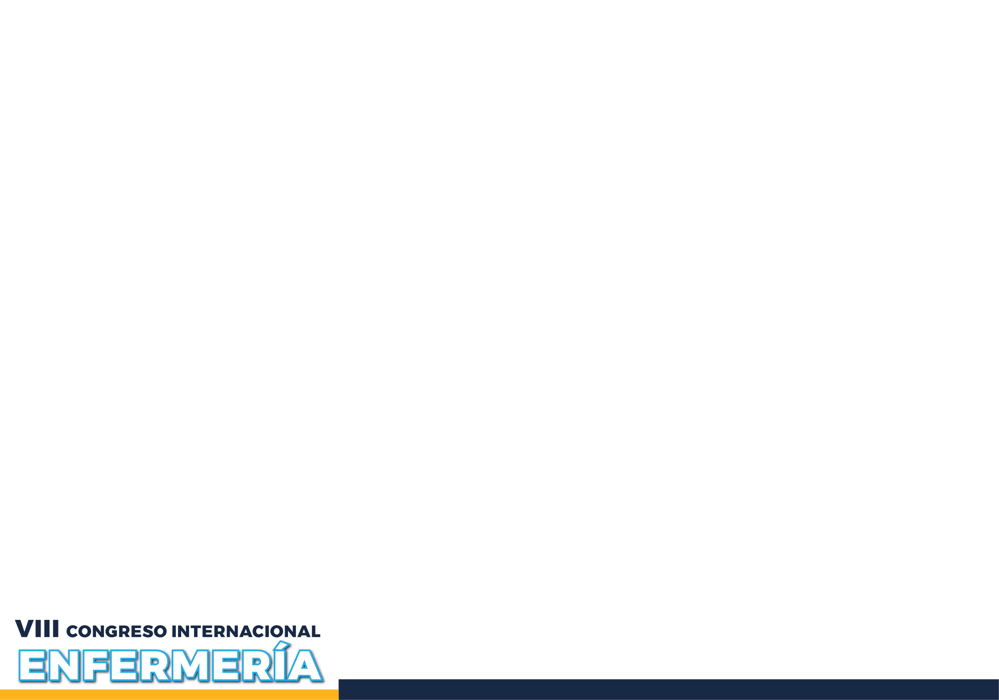 VIII CONGRESO INTERNACIONAL
ENFERMERÍA